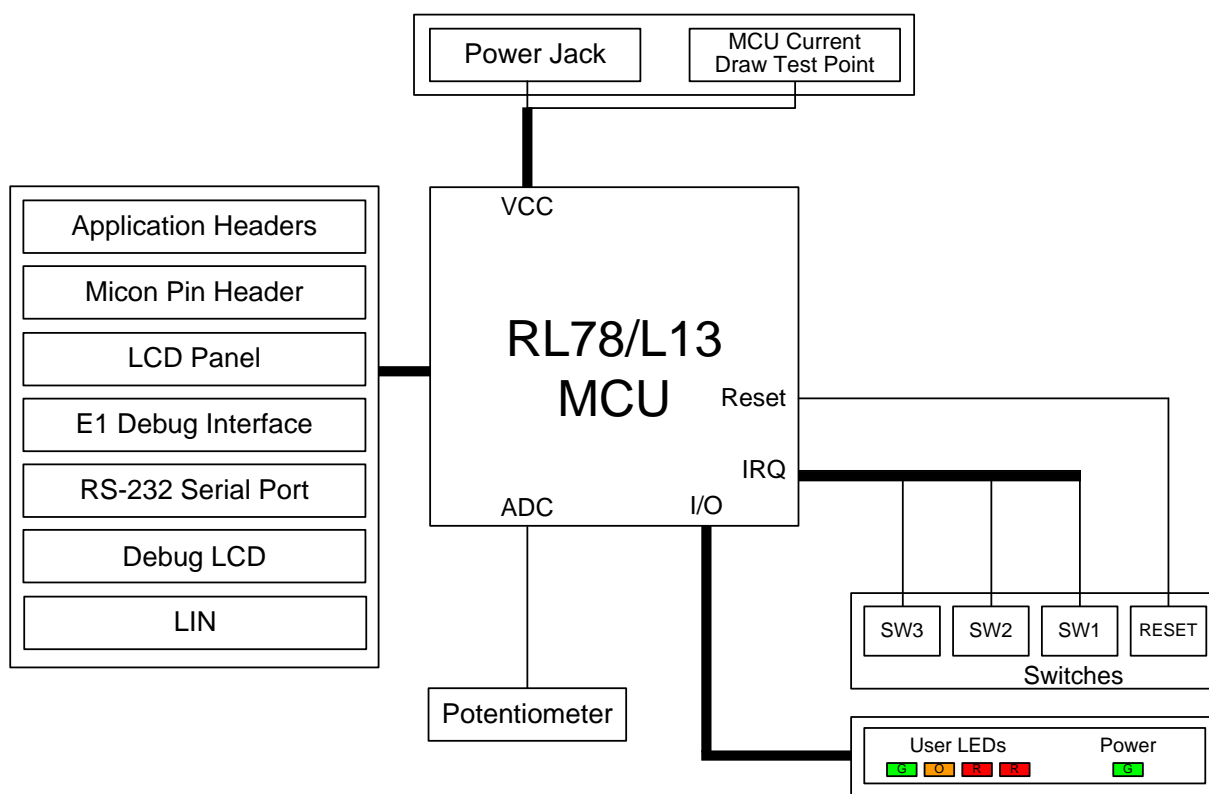 Power Jack
MCU Current
Draw Test Point
VCC
Application Headers
Micon Pin Header
LCD Panel
E1 Debug Interface
RS-232 Serial Port
Debug LCD
LIN
RL78/L13
MCU
Reset
IRQ
ADC
I/O
SW3
SW2
SW1
RESET
Switches
Potentiometer
User LEDs
Power
G
O
R
R
G